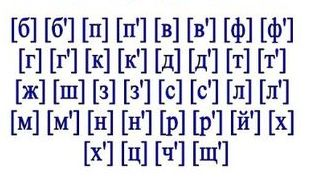 [б] [б'] [п] [п'] [в] [в'] [ф] [ф']
[г] [г'] [к] [к'] [д] [д'] [т] [т']
[ж] [ш] [з] [з'] [с] [с'] [л] [л']
[м] [м'] [н] [н'] [р] [р'] [й'] [х]
[х'] [ц] [ч'] [щ']